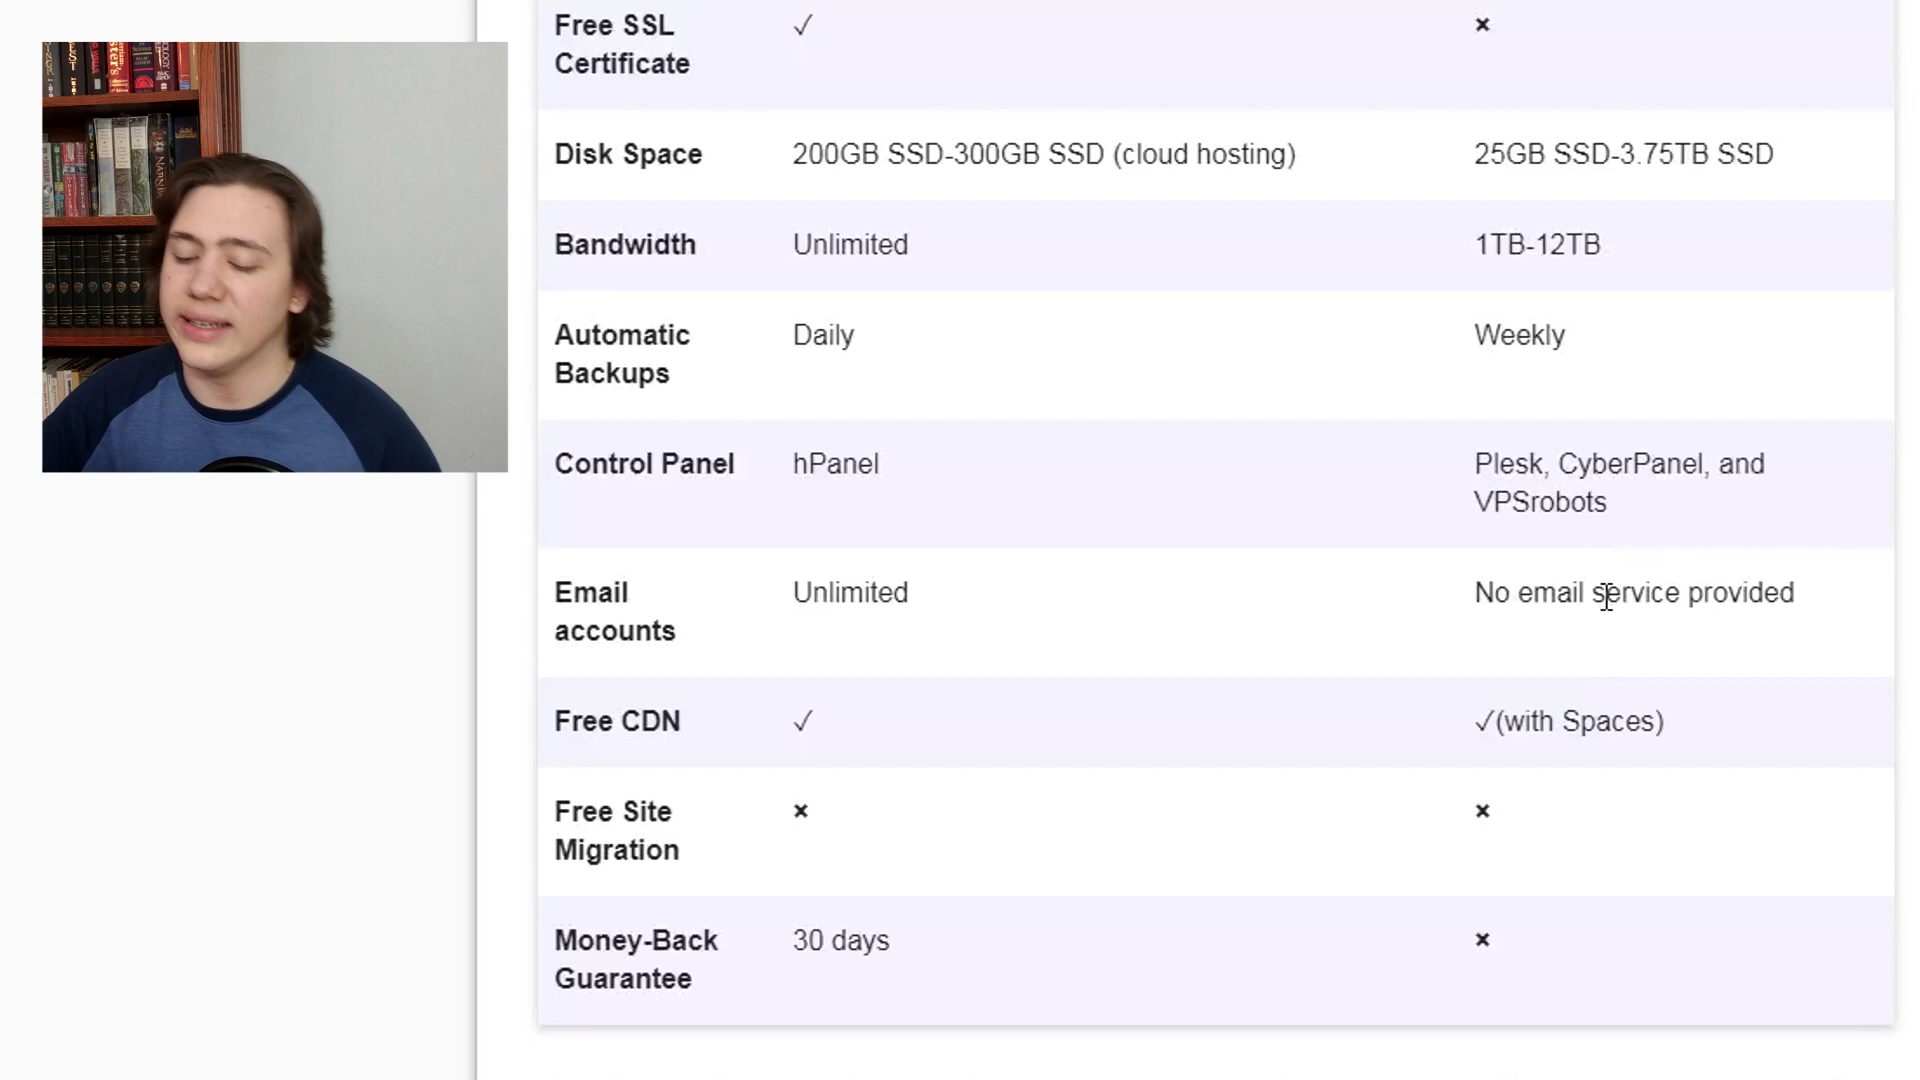 Free SSL ✓ ×
Certificate
Disk Space 200GB SSD-300GB SSD (cloud hosting) 25GB SSD-3.75TB SSD
Bandwidth Unlimited 1TB-12TB
Automatic Daily Weekly
Backups
Control Panel hPanel Plesk, CyberPanel, and
VPSrobots
Email Unlimited No email service provided
accounts
Free CDN ✓ ✓(with Spaces)
Free Site × ×
Migration
Money-Back 30 days ×
Guarantee